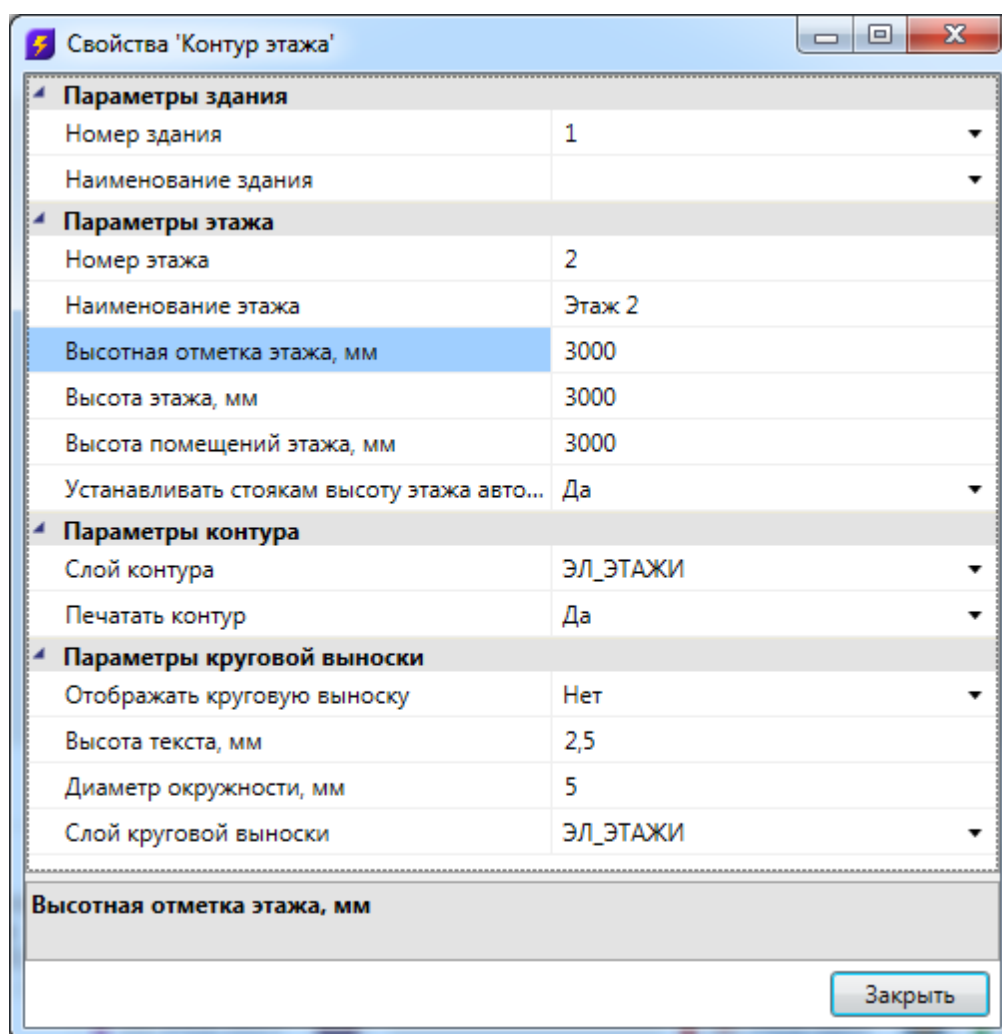 Свойства 'Контур этажа'
Параметры здания
Номер здания 1
Наименование здания
Параметры этажа
Номер этажа 2
Наименование этажа Этаж 2
Высотная отметка этажа, мм 3000
Высота этажа, мм 3000
Высота помещений этажа, мм 3000
Устанавливать стоякам высоту этажа авто... Да
Параметры контура
Слой контура ЭЛ_ЭТАЖИ
Печатать контур Да
Параметры круговой выноски
Отображать круговую выноску Нет
Высота текста, мм 2,5
Диаметр окружности, мм 5
Слой круговой выноски ЭЛ_ЭТАЖИ
Высотная отметка этажа, мм
Закрыть